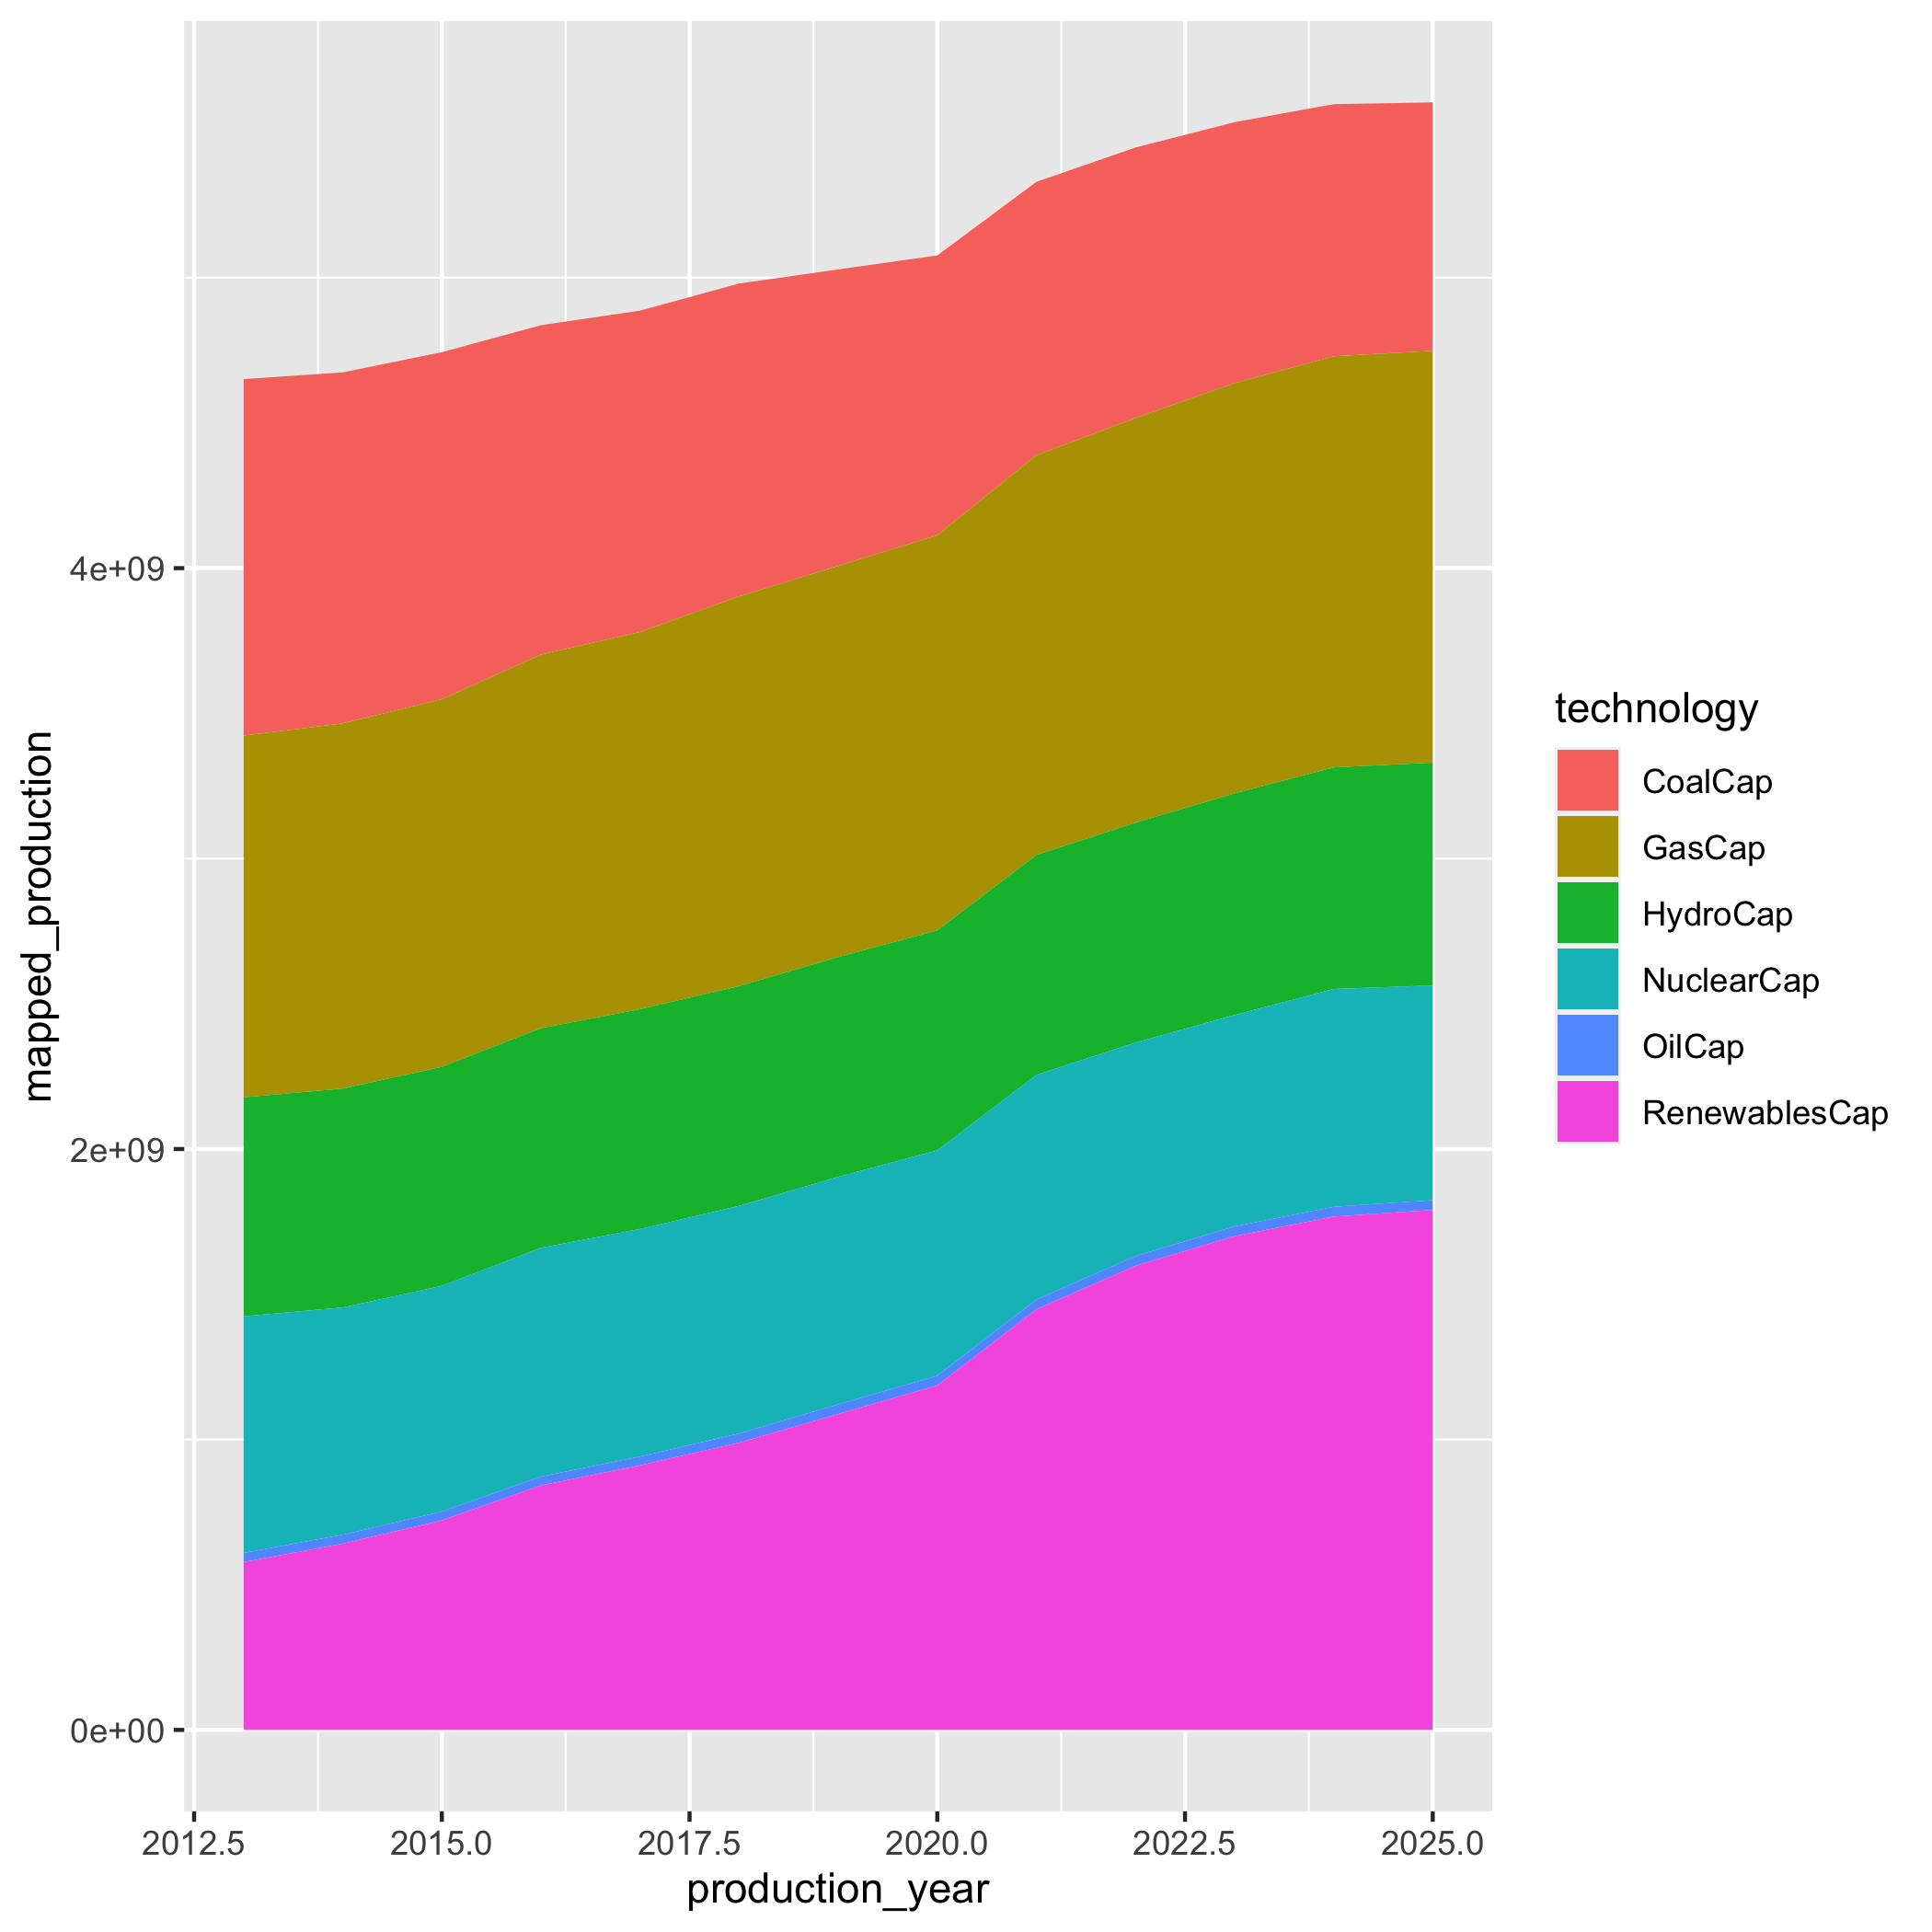 mapped_production
4e+09
2e+09
0e+00
2012.5
2015.0
2017.5
2020.0
2022.5
2025.0
production_year
technology
CoalCap
GasCap
HydroCap
NuclearCap
OilCap
RenewablesCap